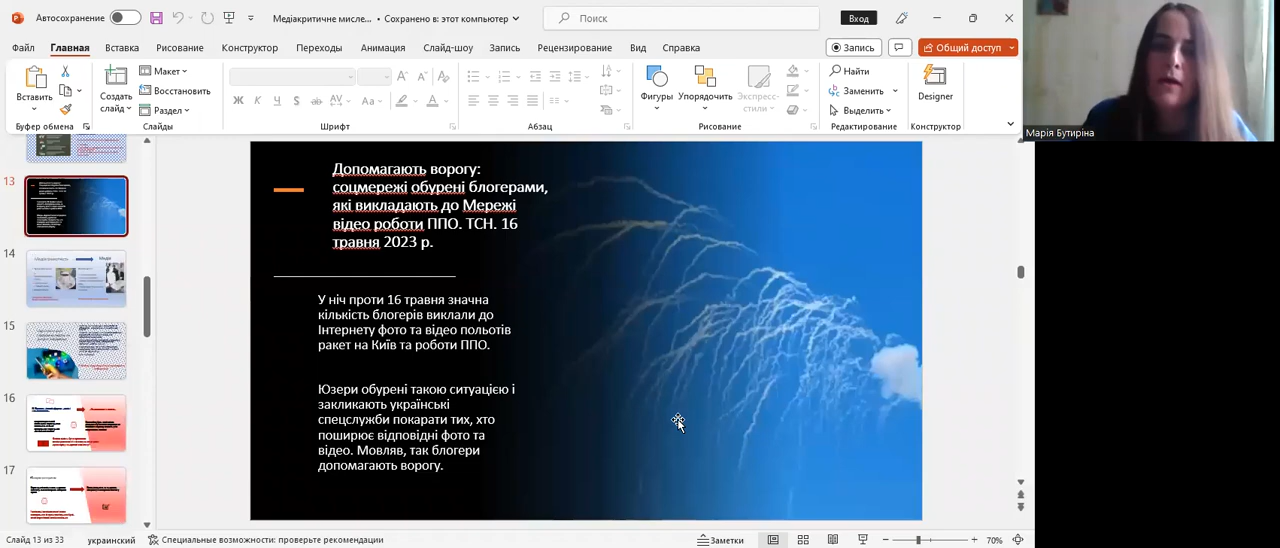 Автосохранение
Медіакритичне мисле... • Сохранено в: этот компьютер
Поиск
Вход
Файл Главная Вставка Рисование Конструктор Переходы Анимация Слайд-шоу Запись Рецензирование Вид Справка
Запись
Общий доступ
Вставить
Создать слайд
Макет
Восстановить
Раздел
Ж К Ч S ab AV Aa
Фигуры
Упорядочить
Экспресс-стили
Найти
Заменить
Выделить
Designer
Буфер обмена
Слайды
Шрифт
Абзац
Рисование
Редактирование
Конструктор
Марія Бутиріна
13
14
15
16
17
Допомагають ворогу:
соцмережі обурені блогерами,
які викладають до Мережі
відео роботи ППО. ТСН. 16
травня 2023 р.
У ніч проти 16 травня значна
кількість блогерів виклали до
Інтернету фото та відео польотів
ракет на Київ та роботи ППО.
Юзери обурені такою ситуацією і
закликають українські
спецслужби покарати тих, хто
поширює відповідні фото та
відео. Мовляв, так блогери
допомагають ворогу.
Слайд 13 из 33
украинский
Специальные возможности: проверьте рекомендации
Заметки
70%